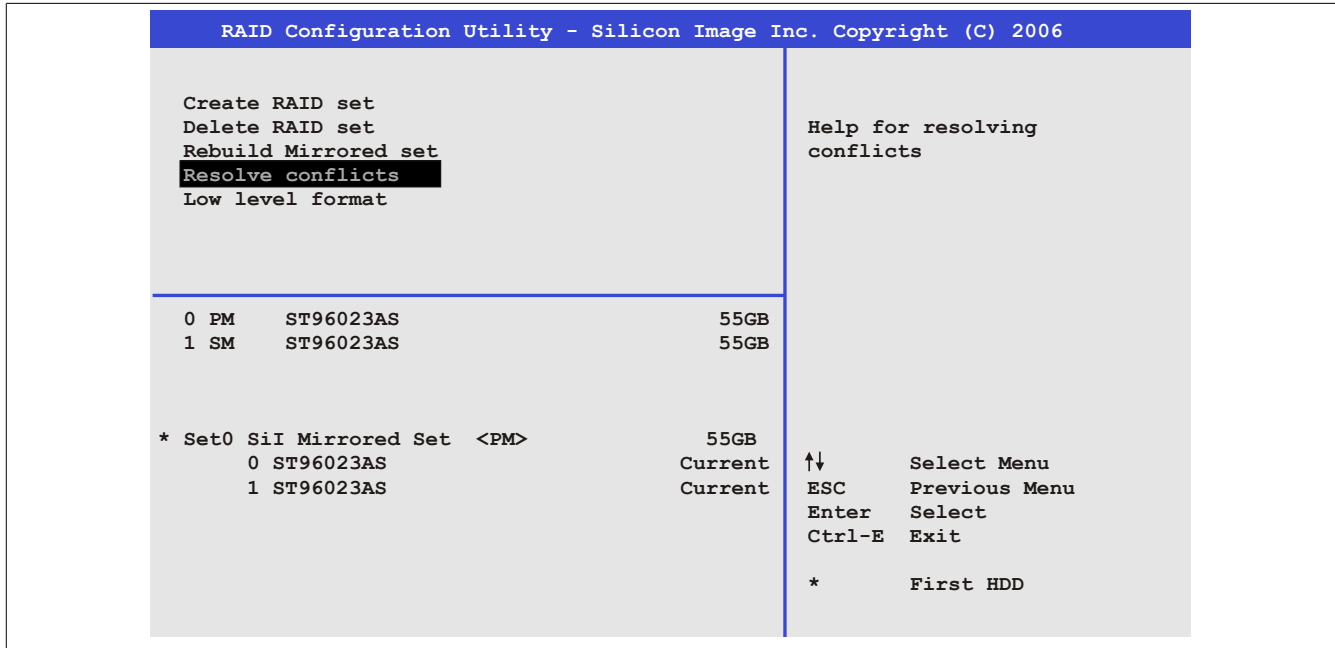 RAID Configuration Utility - Silicon Image Inc. Copyright (C) 2006
Create RAID set
Delete RAID set
Rebuild Mirrored set
Resolve conflicts
Low level format
Help for resolving
conflicts
0 PM ST96023AS 55GB
1 SM ST96023AS 55GB
* Set0 SiI Mirrored Set <PM> 55GB
0 ST96023AS Current
1 ST96023AS Current
↑↓ Select Menu
ESC Previous Menu
Enter Select
Ctrl-E Exit
* First HDD